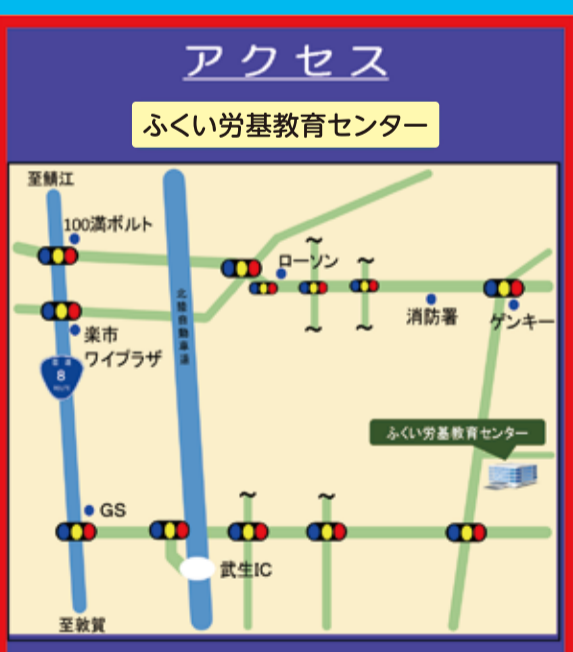 アクセス
ふくい労基教育センター
至鯖江
100満ボルト
ローソン
北陸自動車道
消防署
ゲンキー
楽市
ワイプラザ
8
ふくい労基教育センター
GS
武生IC
至敦賀